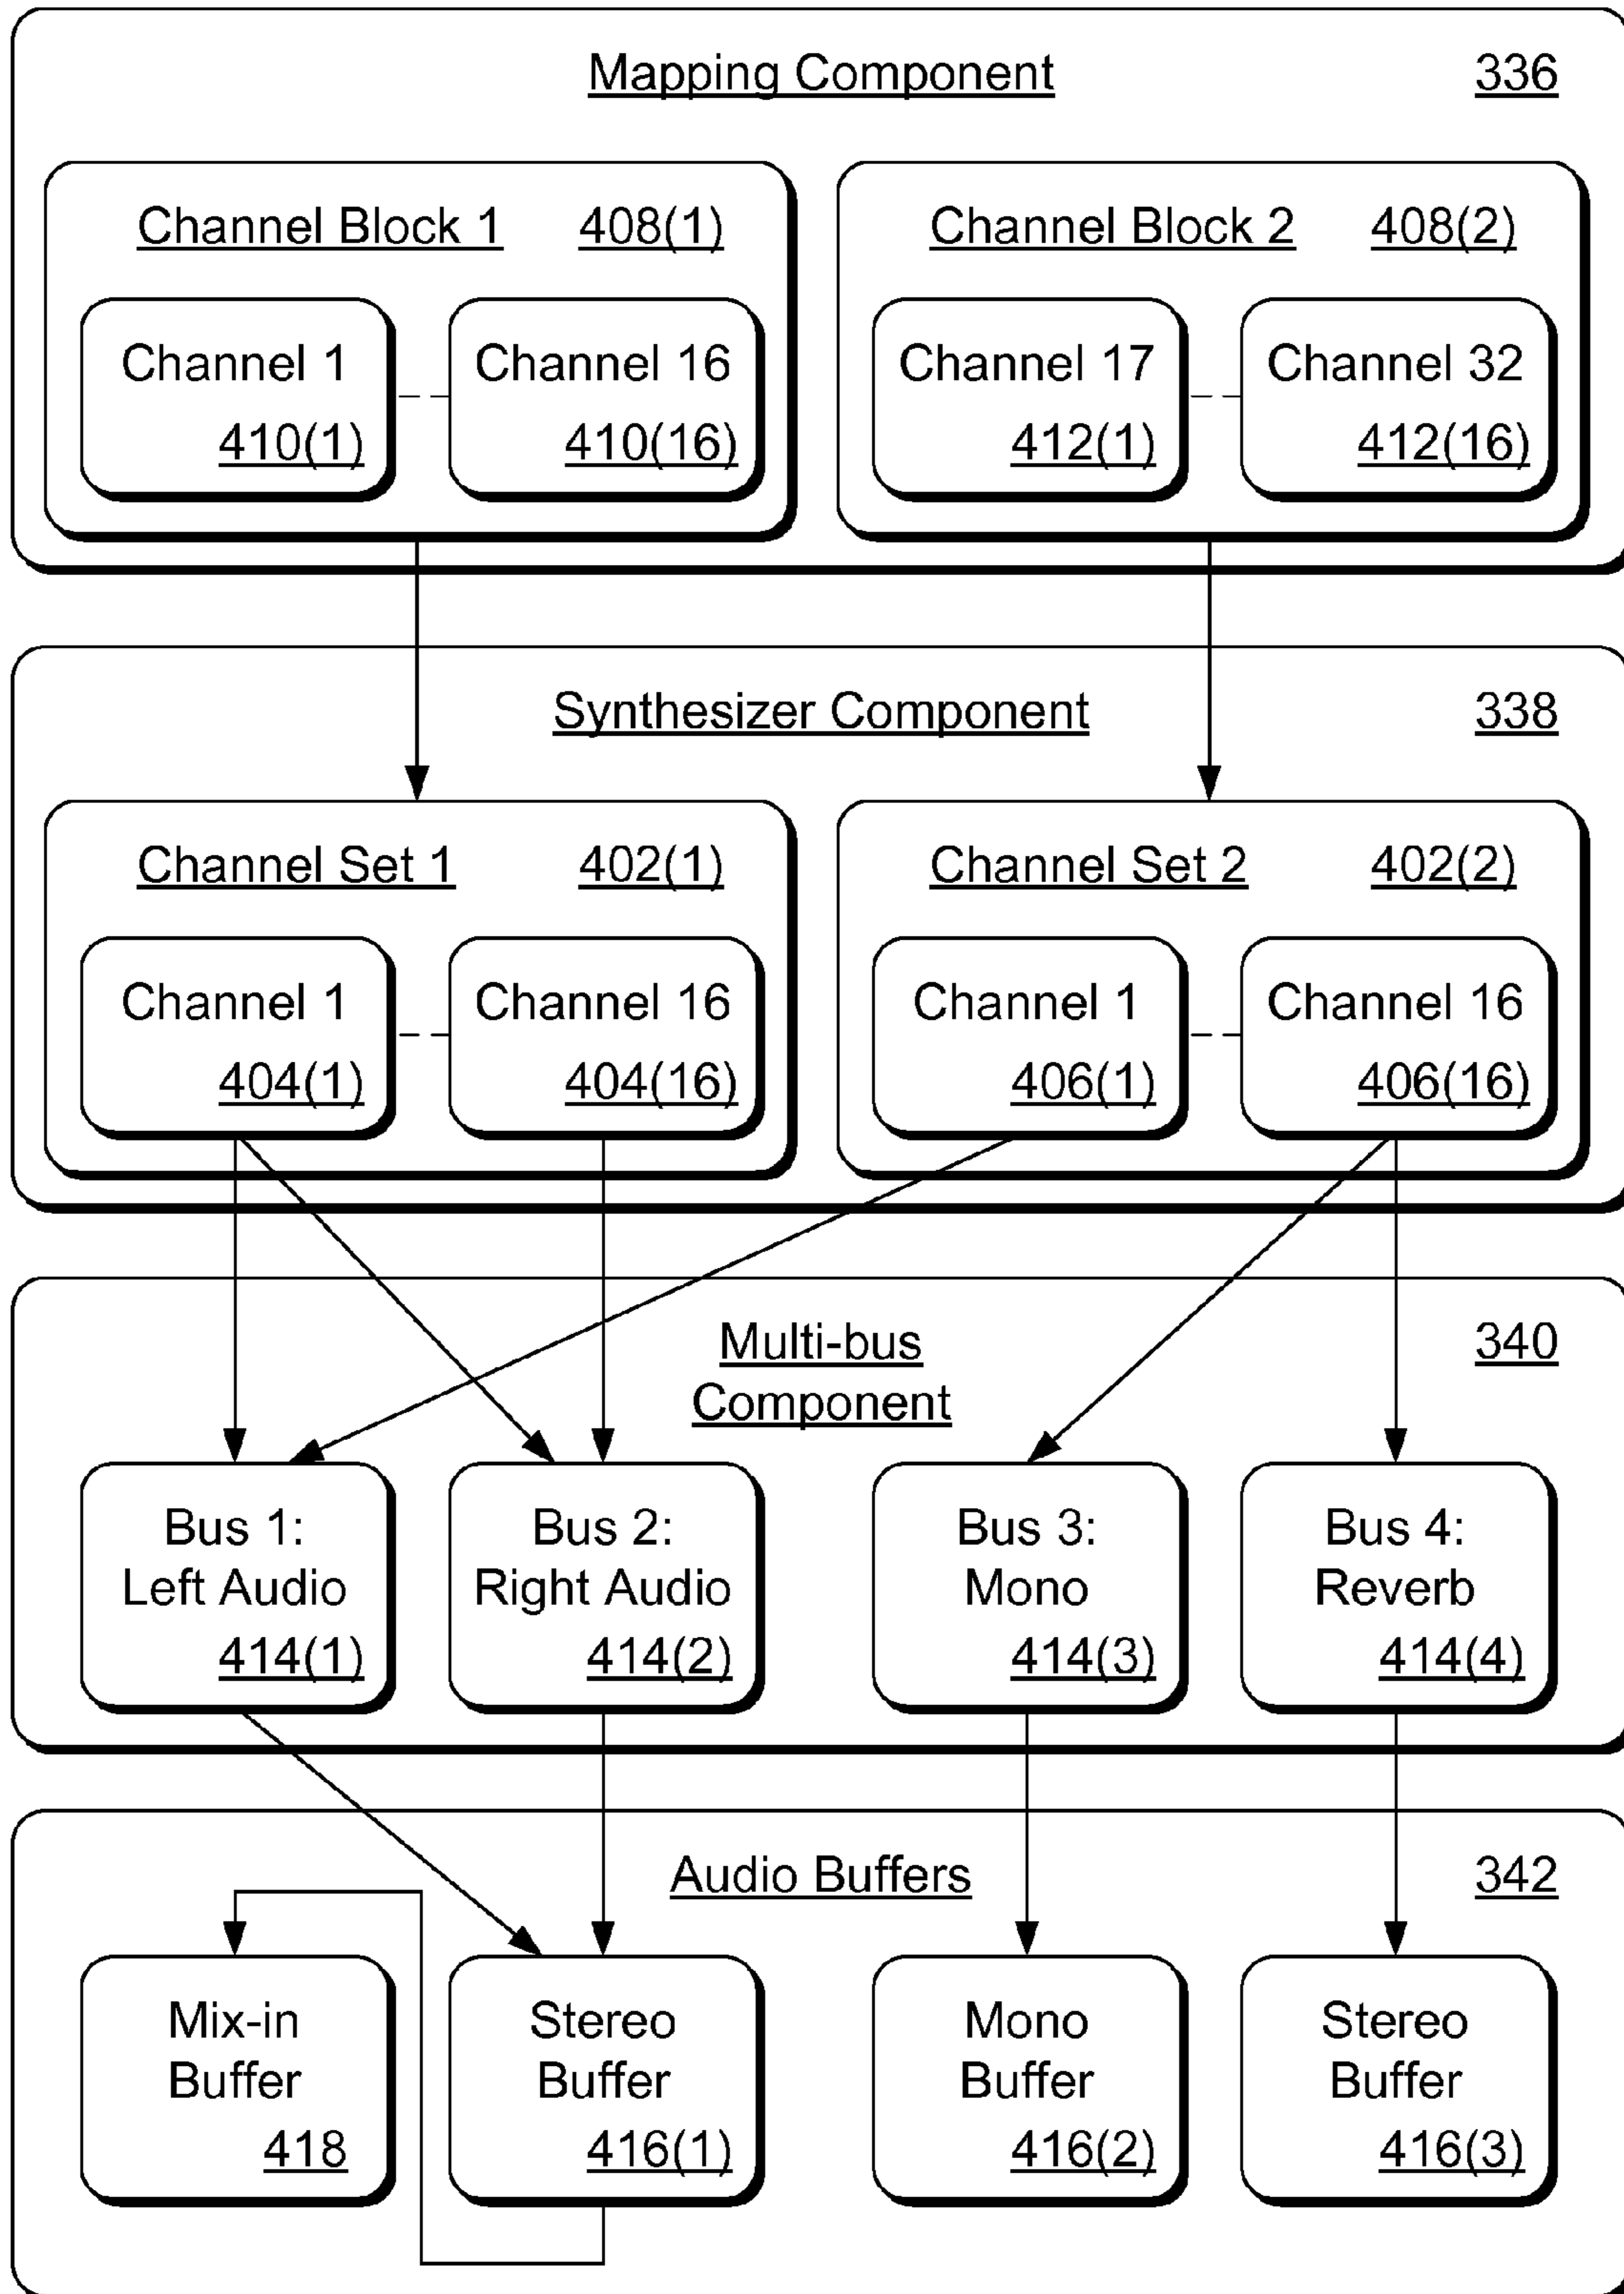 Mapping Component 336
Channel Block 1 408(1)
Channel Block 2 408(2)
Channel 1
410(1)
Channel 16
410(16)
Channel 17
412(1)
Channel 32
412(16)
Synthesizer Component 338
Channel Set 1 402(1)
Channel Set 2 402(2)
Channel 1
404(1)
Channel 16
404(16)
Channel 1
406(1)
Channel 16
406(16)
Multi-bus 340
Component
Bus 1:
Left Audio
414(1)
Bus 2:
Right Audio
414(2)
Bus 3:
Mono
414(3)
Bus 4:
Reverb
414(4)
Audio Buffers 342
Mix-in
Buffer
418
Stereo
Buffer
416(1)
Mono
Buffer
416(2)
Stereo
Buffer
416(3)